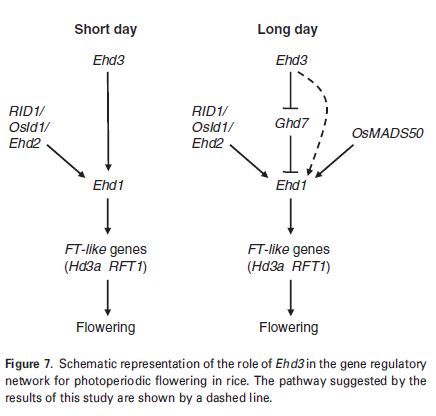 Short day
Long day
Ehd3
Ehd3
RID1/
OsId1/
Ehd2
RID1/
OsId1/
Ehd2
Ghd7
OsMADS50
Ehd1
Ehd1
FT-like genes
(Hd3a RFT1)
FT-like genes
(Hd3a RFT1)
Flowering
Flowering
Figure 7. Schematic representation of the role of Ehd3 in the gene regulatory
network for photoperiodic flowering in rice. The pathway suggested by the
results of this study are shown by a dashed line.